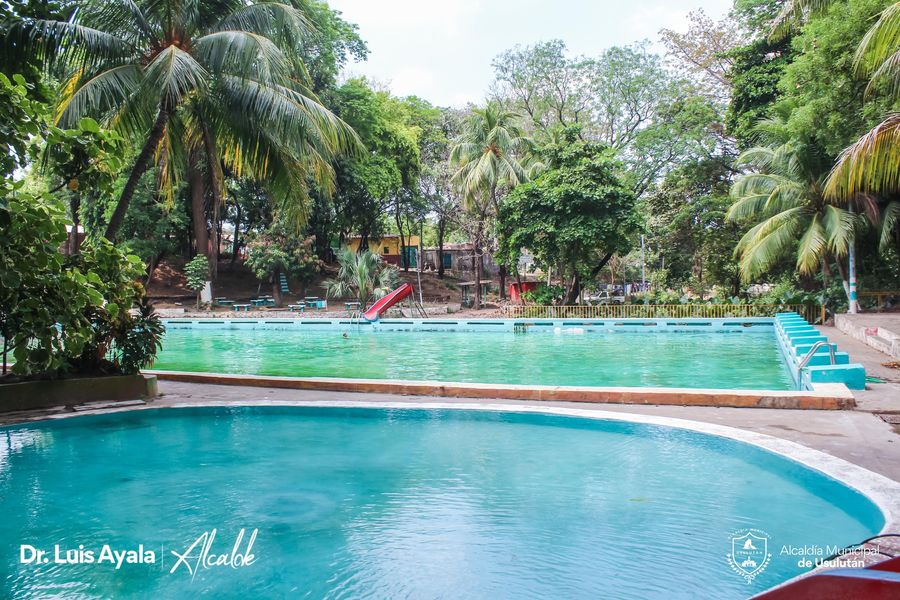 Dr. Luis Ayala | Alcalde
Alcaldía Municipal
de Usulután